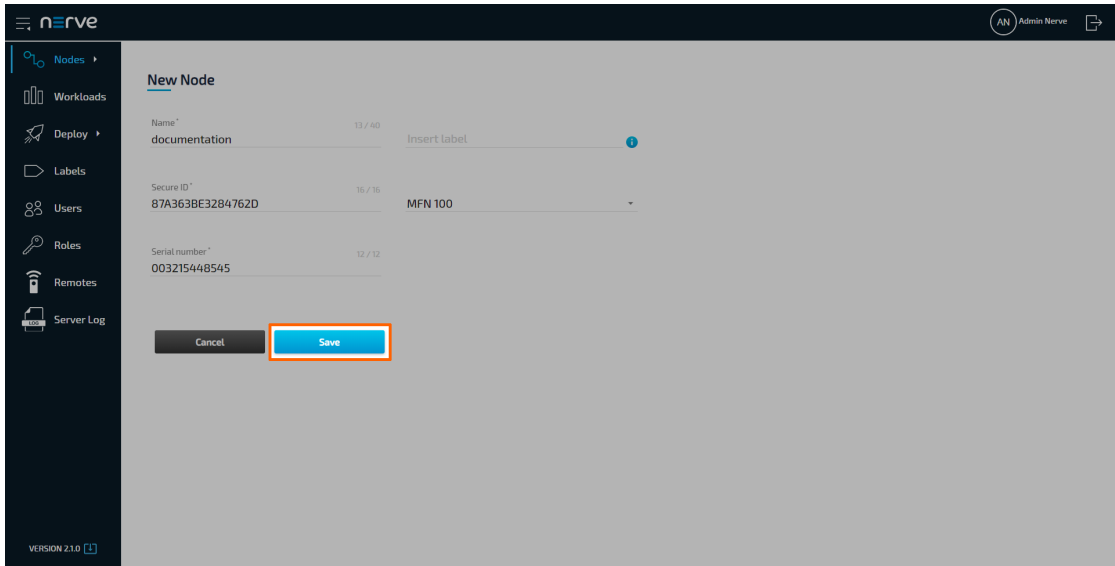 nerve
AN Admin Nerve
Nodes
Workloads
Deploy
Labels
Users
Roles
Remotes
LOG Server Log
VERSION 2.1.0
New Node
Name* 13 / 40
documentation
Insert label
Secure ID* 16 / 16
87A363BE3284762D
MFN 100
Serial number* 12 / 12
003215448545
Cancel
Save